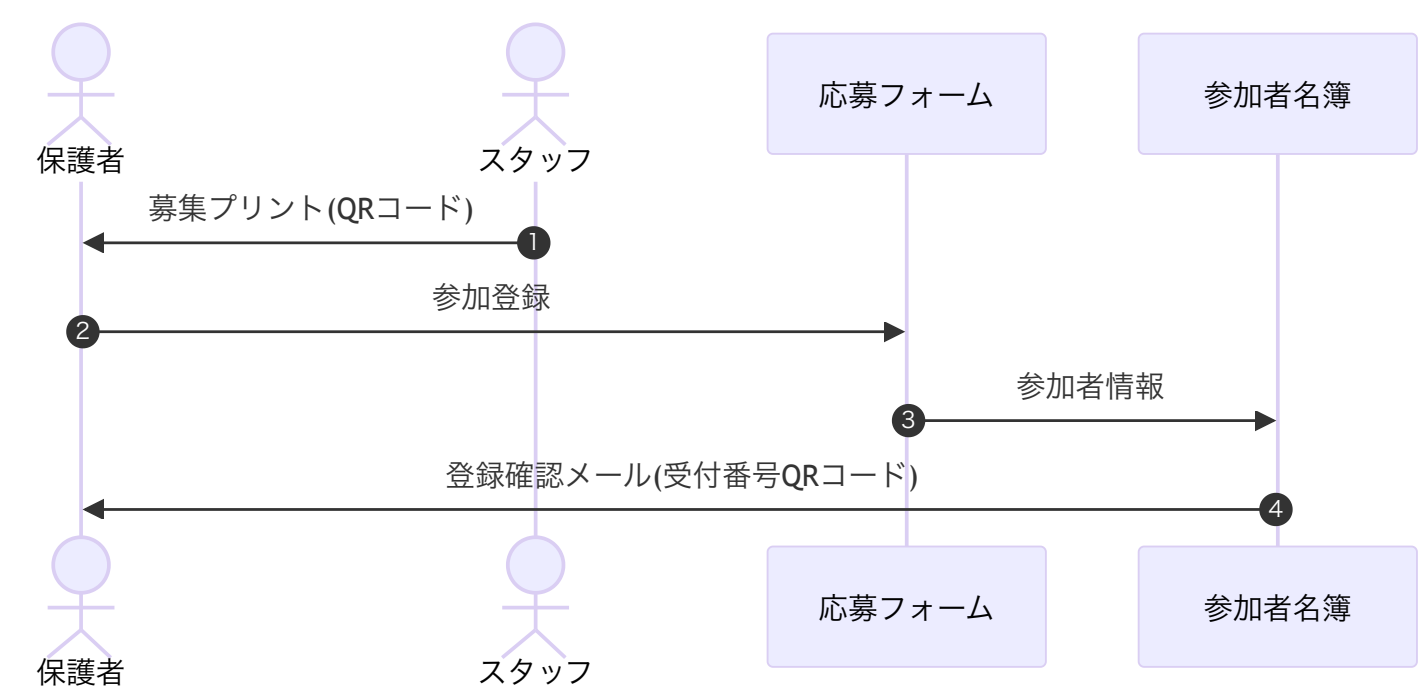 保護者
スタッフ
応募フォーム
参加者名簿
募集プリント(QRコード)
1
参加登録
2
参加者情報
3
登録確認メール(受付番号QRコード)
4
保護者
スタッフ
応募フォーム
参加者名簿